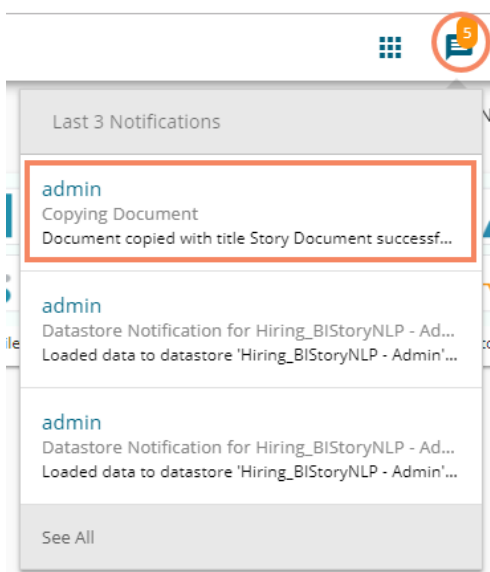 5
Last 3 Notifications
admin
Copying Document
Document copied with title Story Document successf...
admin
Datastore Notification for Hiring_BIStoryNLP - Ad...
Loaded data to datastore 'Hiring_BIStoryNLP - Admin'...
admin
Datastore Notification for Hiring_BIStoryNLP - Ad...
Loaded data to datastore 'Hiring_BIStoryNLP - Admin'...
See All